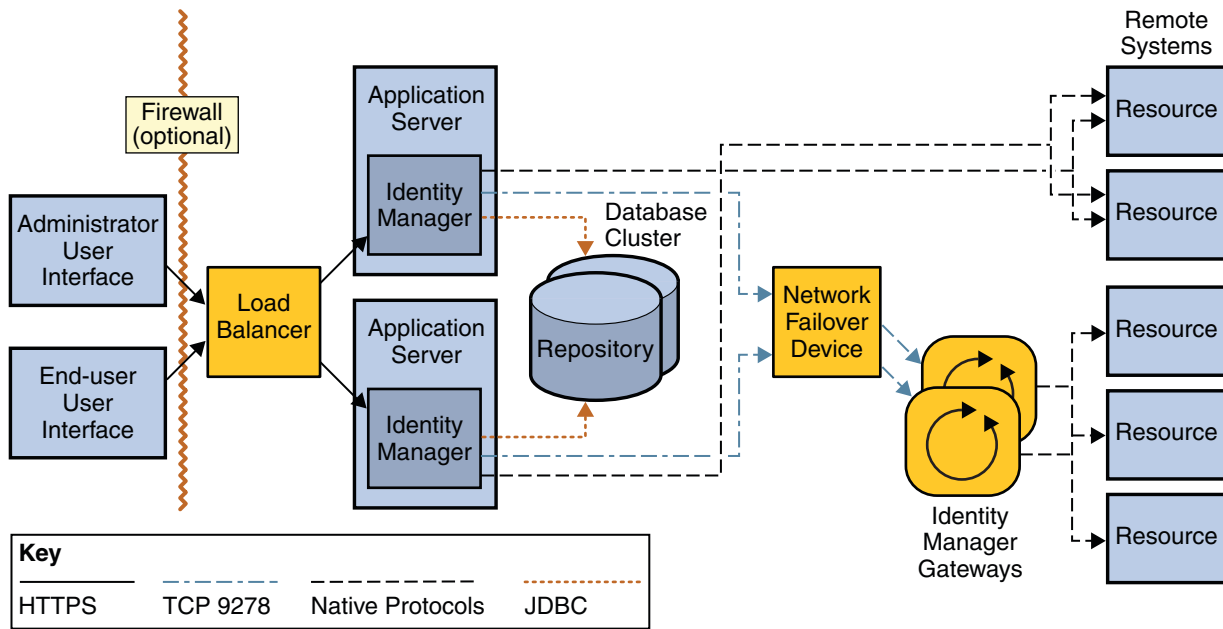 Remote
Systems
Firewall
(optional)
Application
Server
Identity
Manager
Resource
Resource
Administrator
User
Interface
Load
Balancer
Database
Cluster
Repository
Network
Failover
Device
Application
Server
Identity
Manager
End-user
User
Interface
Resource
Resource
Resource
Identity
Manager
Gateways
Key
HTTPS
TCP 9278
Native Protocols
JDBC